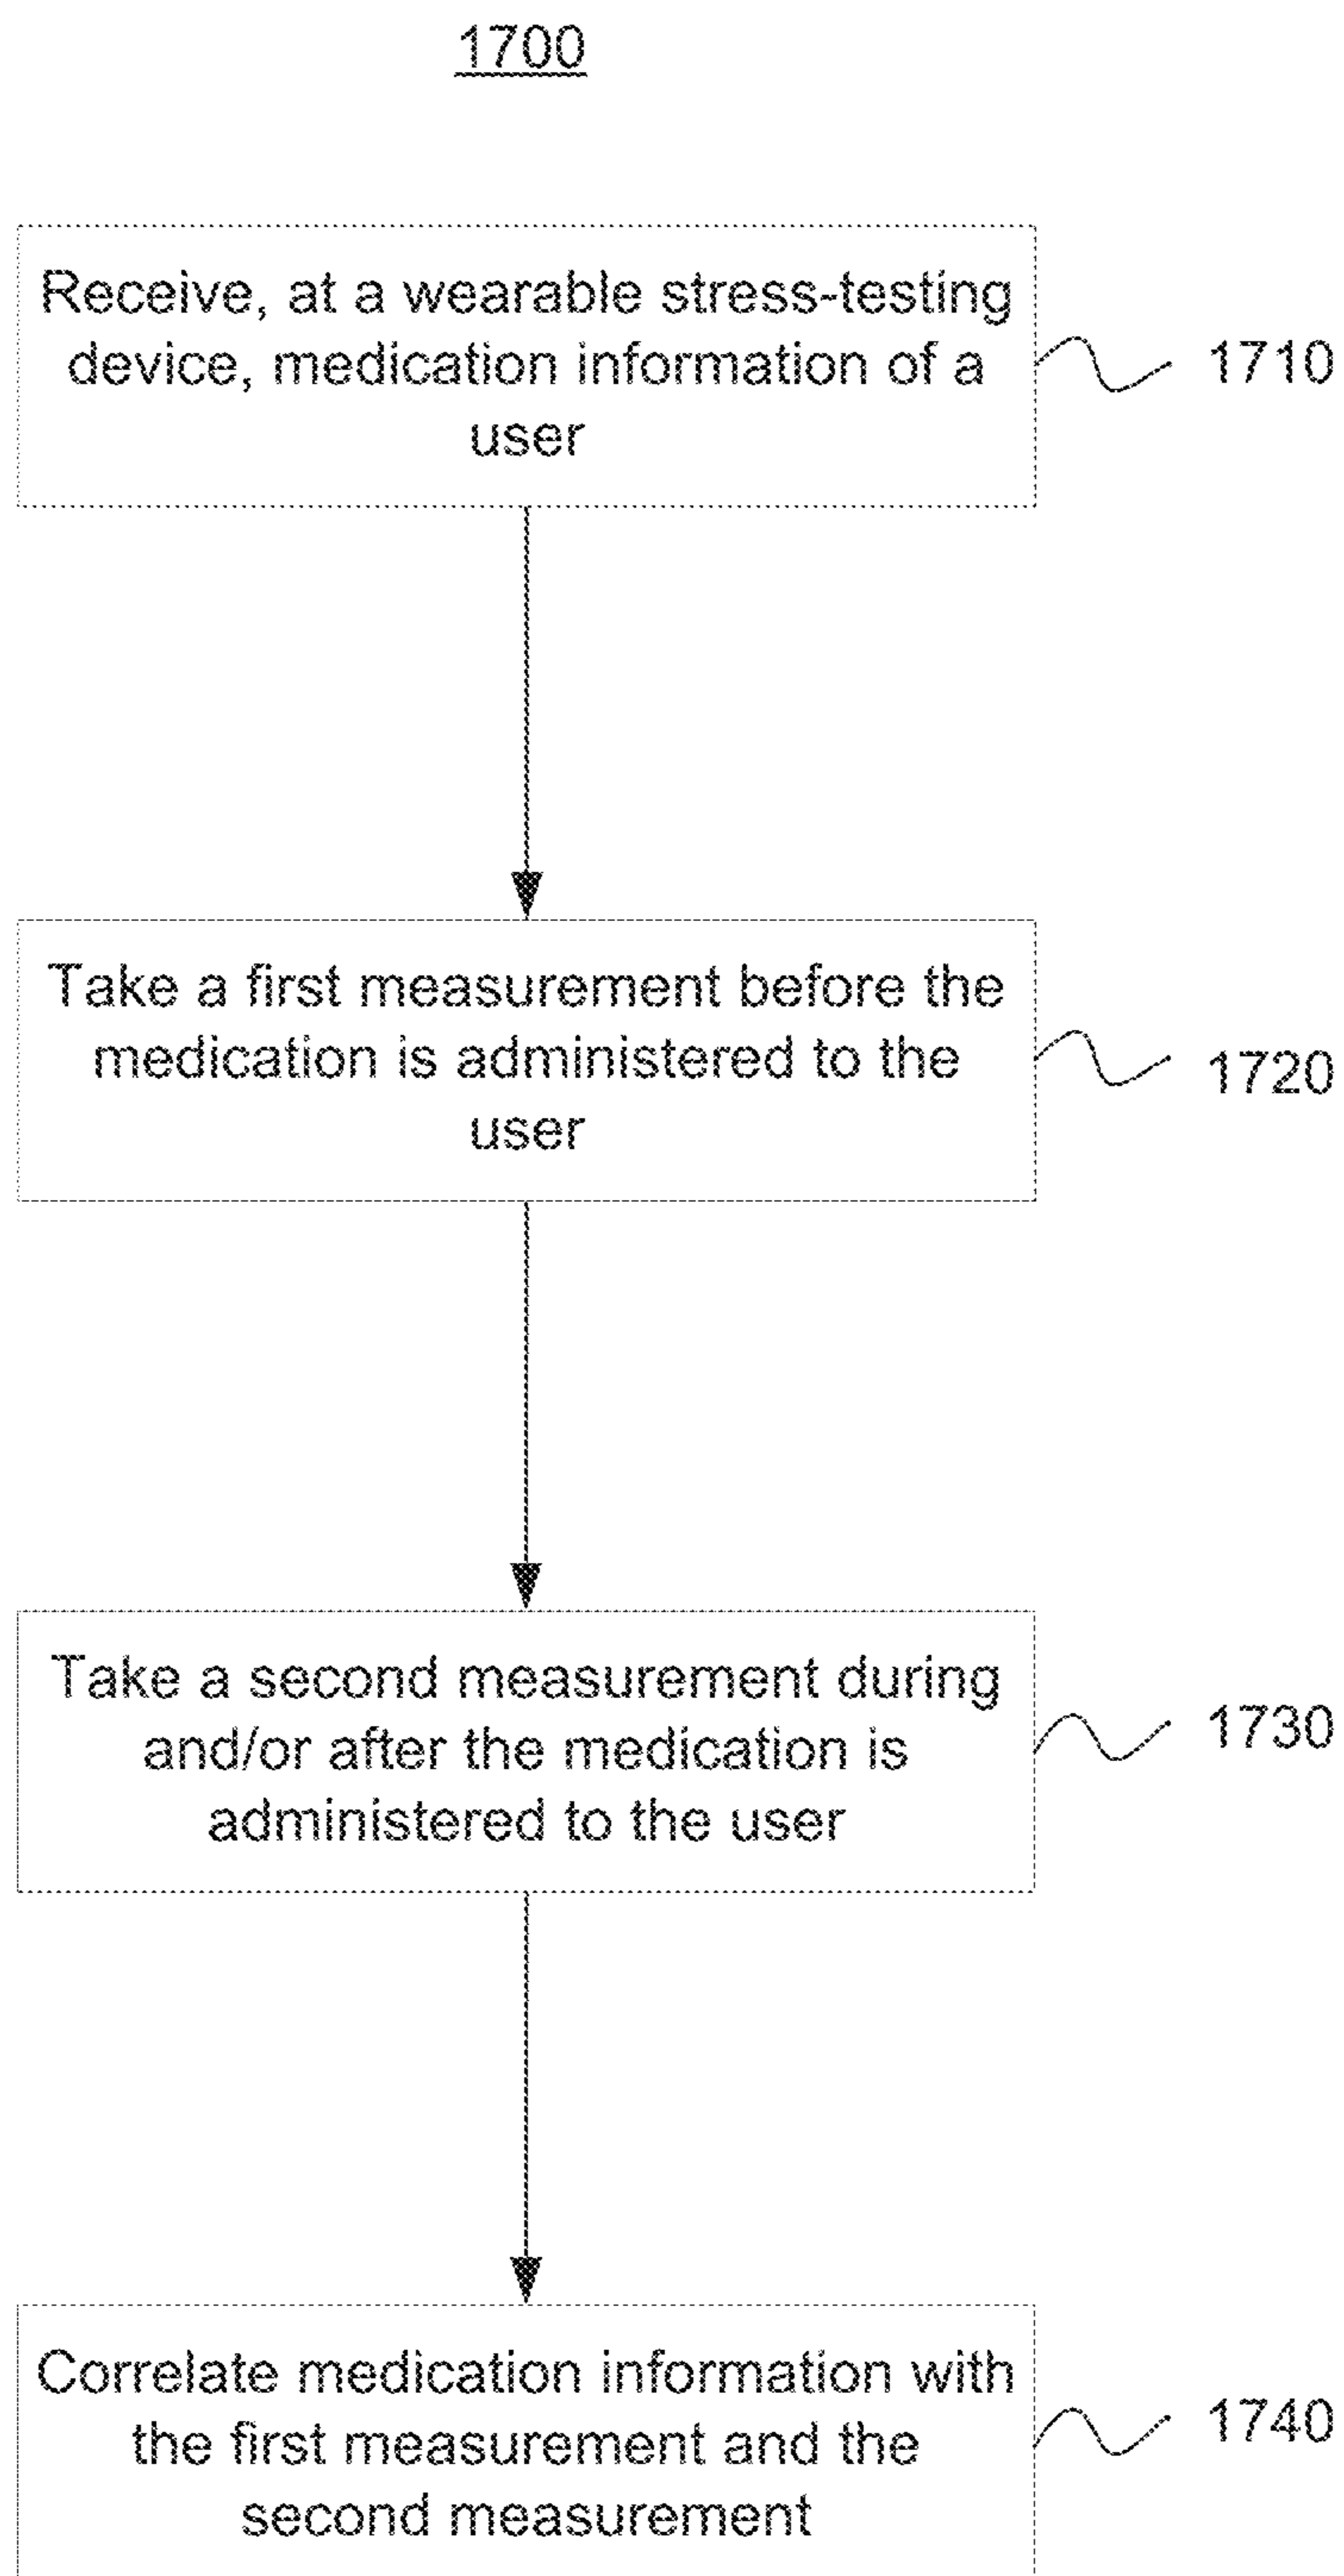 1700
Receive, at a wearable stress-testing
device, medication information of a
user
1710
Take a first measurement before the
medication is administered to the
user
1720
Take a second measurement during
and/or after the medication is
administered to the user
1730
Correlate medication information with
the first measurement and the
second measurement
1740